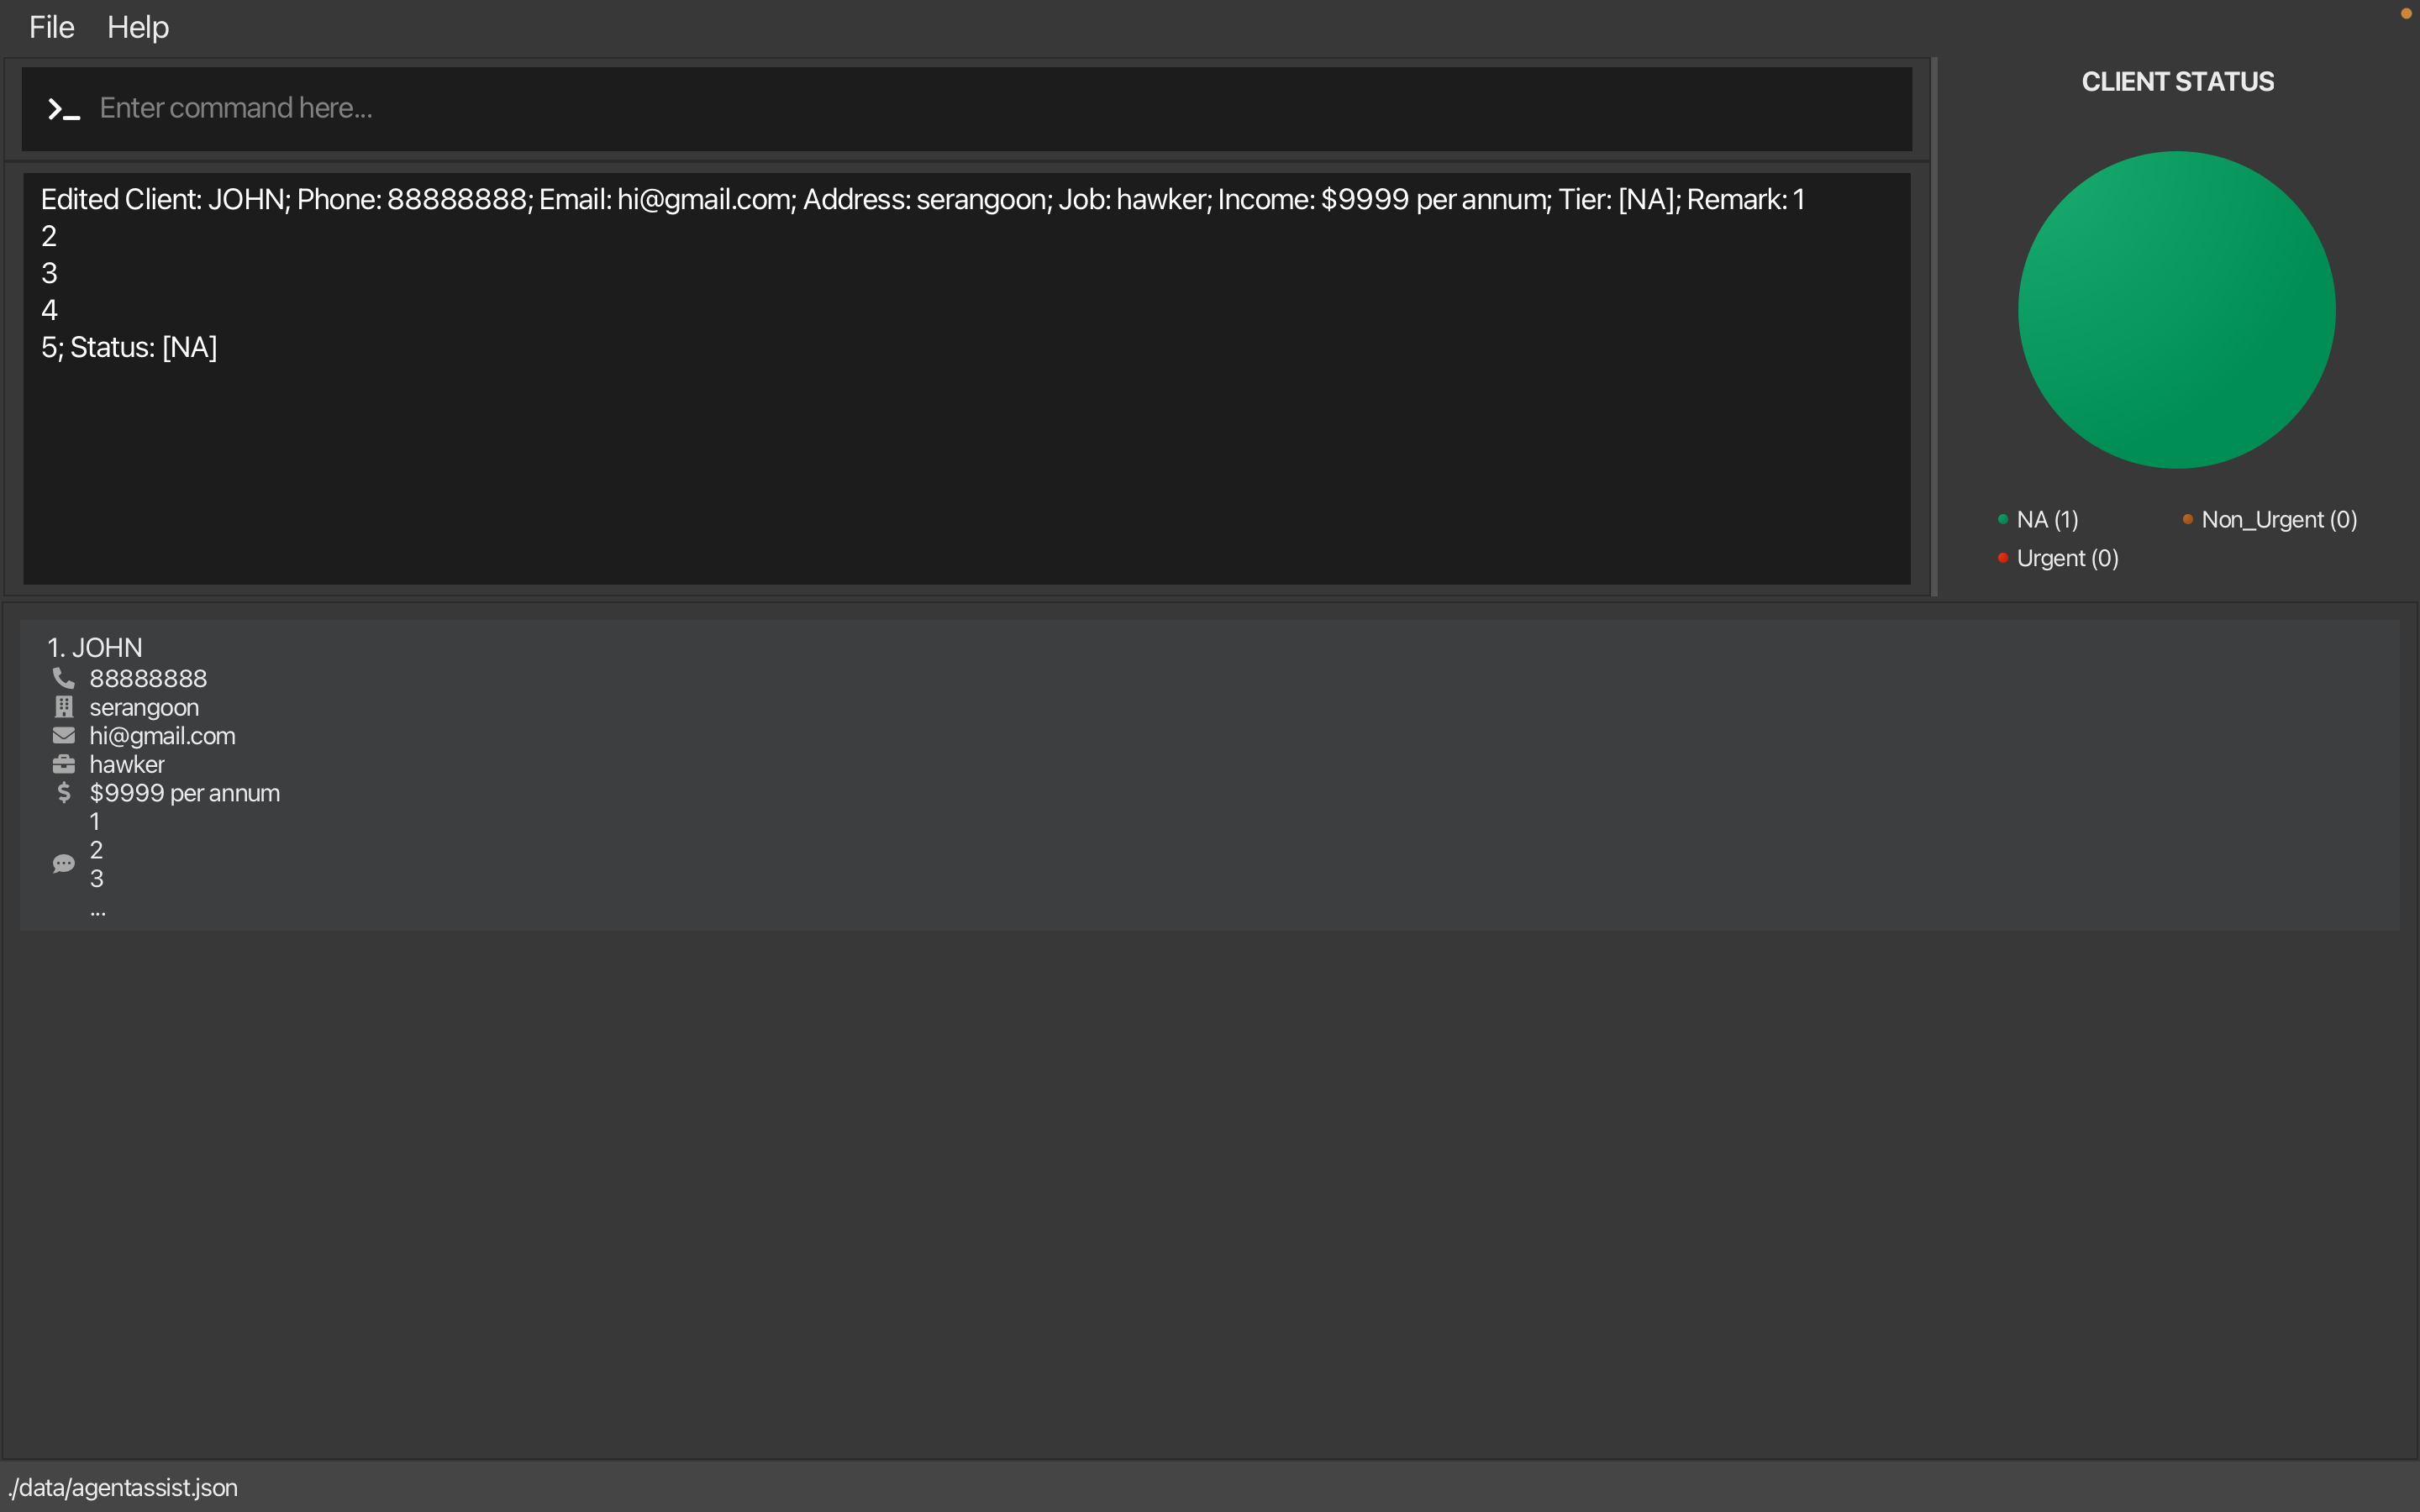 File Help
Enter command here...
Edited Client: JOHN; Phone: 88888888; Email: hi@gmail.com; Address: serangoon; Job: hawker; Income: $9999 per annum; Tier: [NA]; Remark: 1
2
3
4
5; Status: [NA]
CLIENT STATUS
NA (1) Non_Urgent (0)
Urgent (0)
1. JOHN
88888888
serangoon
hi@gmail.com
hawker
$9999 per annum
1
2
3
...
./data/agentassist.json